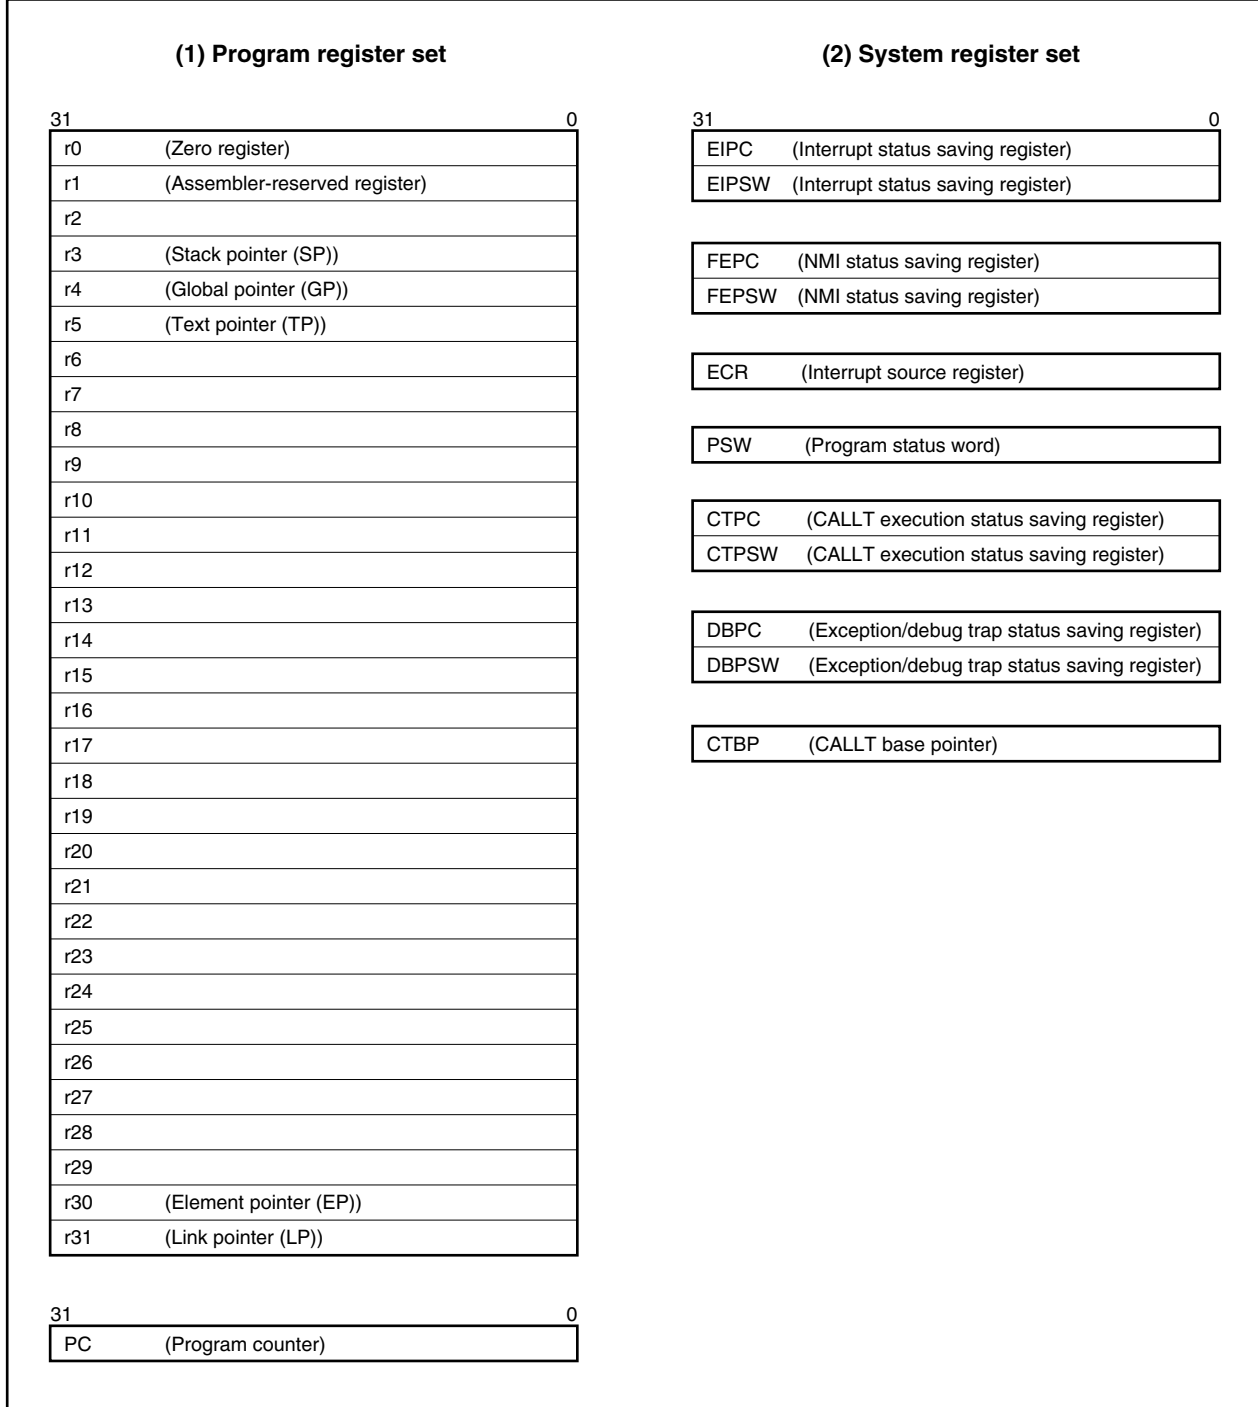 (1) Program register set
31 0
r0 (Zero register)
r1 (Assembler-reserved register)
r2
r3 (Stack pointer (SP))
r4 (Global pointer (GP))
r5 (Text pointer (TP))
r6
r7
r8
r9
r10
r11
r12
r13
r14
r15
r16
r17
r18
r19
r20
r21
r22
r23
r24
r25
r26
r27
r28
r29
r30 (Element pointer (EP))
r31 (Link pointer (LP))
31 0
PC (Program counter)
(2) System register set
31 0
EIPC (Interrupt status saving register)
EIPSW (Interrupt status saving register)
FEPC (NMI status saving register)
FEPSW (NMI status saving register)
ECR (Interrupt source register)
PSW (Program status word)
CTPC (CALLT execution status saving register)
CTPSW (CALLT execution status saving register)
DBPC (Exception/debug trap status saving register)
DBPSW (Exception/debug trap status saving register)
CTBP (CALLT base pointer)